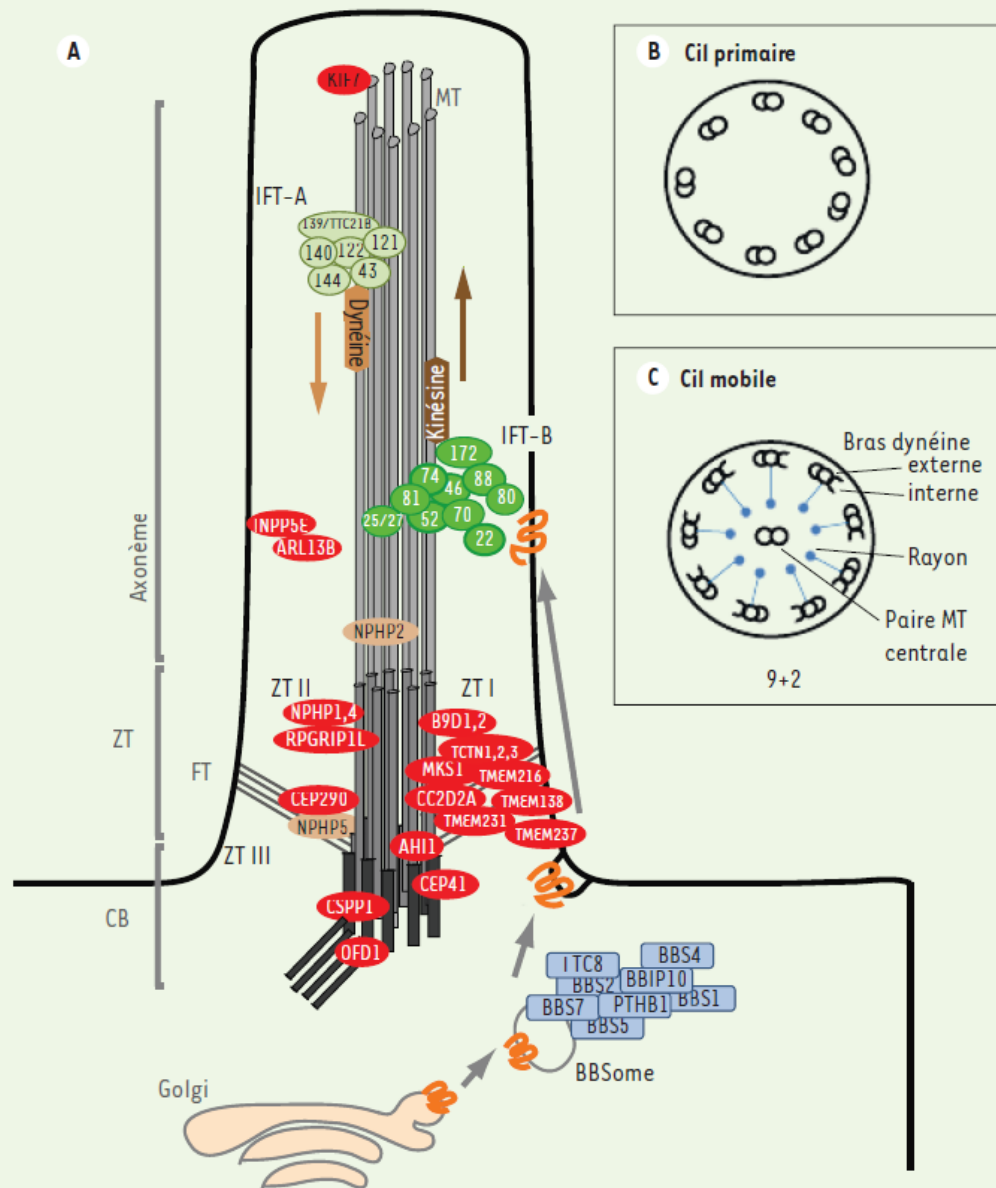 A
KIF7
MT
IFT-A
139/TTC21B
140
122
121
144
43
Dynéine
Kinésine
IFT-B
172
74
46
88
81
80
25/27
52
70
22
INPP5E
ARL13B
Axonème
NPHP2
ZT II
ZT I
NPHP1,4
B9D1,2
RPGRIP1L
TCTN1,2,3
ZT
MKS1
TMEM216
FT
CEP290
CC2D2A
TMEM138
NPHP5
TMEM231
TMEM237
ZT III
AHI1
CB
CEP41
CSPP1
OFD1
TTC8
BBS4
BBS2
BBIP10
BBS7
PTHB1
BBS1
BBS5
BBSome
Golgi
B Cil primaire
C Cil mobile
Bras dynéine
externe
interne
Rayon
Paire MT
centrale
9+2